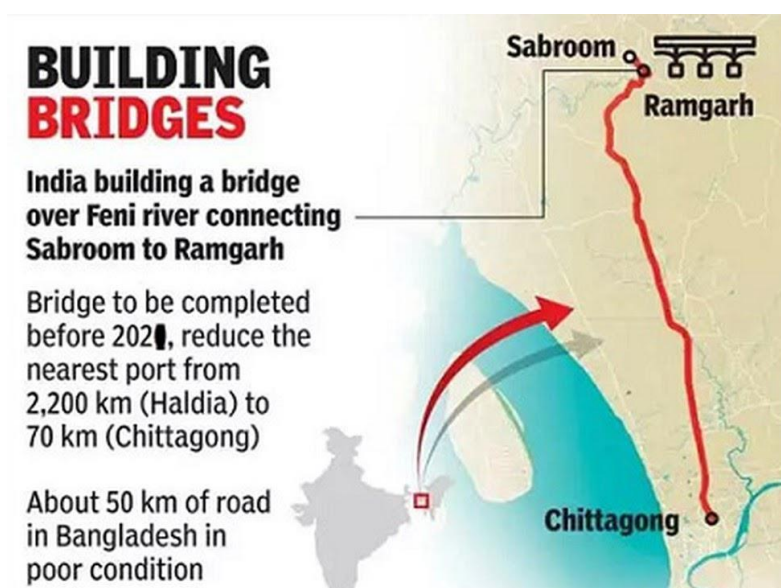 BUILDING
BRIDGES
India building a bridge
over Feni river connecting
Sabroom to Ramgarh
Bridge to be completed
before , reduce the
nearest port from
2,200 km (Haldia) to
70 km (Chittagong)
About 50 km of road
in Bangladesh in
poor condition
Sabroom
Ramgarh
Chittagong